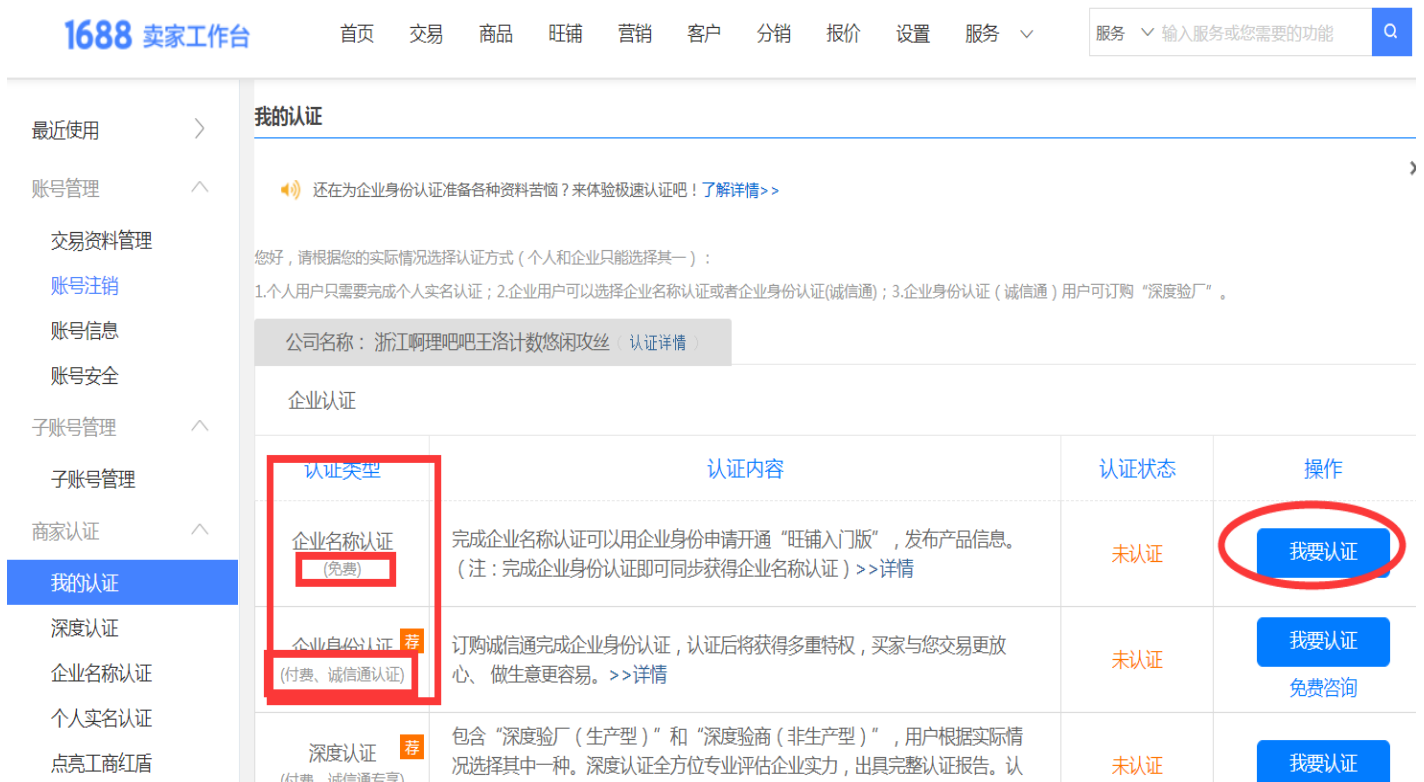 1688 卖家工作台 首页 交易 商品 旺铺 营销 客户 分销 报价 设置 服务 服务 输入服务或您需要的功能
最近使用
账号管理
交易资料管理
账号注销
账号信息
账号安全
子账号管理
子账号管理
商家认证
我的认证
深度认证
企业名称认证
个人实名认证
点亮工商红盾
我的认证
还在为企业身份认证准备各种资料苦恼？来体验极速认证吧！了解详情>>
您好，请根据您的实际情况选择认证方式（个人和企业只能选择其一）：
1.个人用户只需要完成个人实名认证；2.企业用户可以选择企业名称认证或者企业身份认证(诚信通)；3.企业身份认证（诚信通）用户可订购“深度验厂”。
公司名称：浙江啊理吧吧王洛计数悠闲攻丝（认证详情）
企业认证
认证类型 认证内容 认证状态 操作
企业名称认证
(免费)
完成企业名称认证可以用企业身份申请开通“旺铺入门版”，发布产品信息。
（注：完成企业身份认证即可同步获得企业名称认证）>>详情
未认证
我要认证
企业身份认证 荐
(付费、诚信通认证)
订购诚信通完成企业身份认证，认证后将获得多重特权，买家与您交易更放
心、 做生意更容易。>>详情
未认证
我要认证
免费咨询
深度认证 荐
(付费、诚信通专享)
包含“深度验厂（生产型）”和“深度验商（非生产型）”，用户根据实际情
况选择其中一种。深度认证全方位专业评估企业实力，出具完整认证报告。认
未认证
我要认证